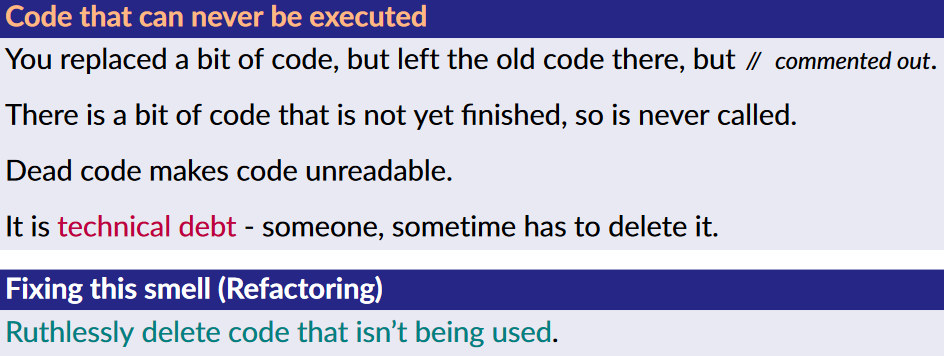 Code that can never be executed
You replaced a bit of code, but left the old code there, but // commented out.
There is a bit of code that is not yet finished, so is never called.
Dead code makes code unreadable.
It is technical debt - someone, sometime has to delete it.
Fixing this smell (Refactoring)
Ruthlessly delete code that isn’t being used.